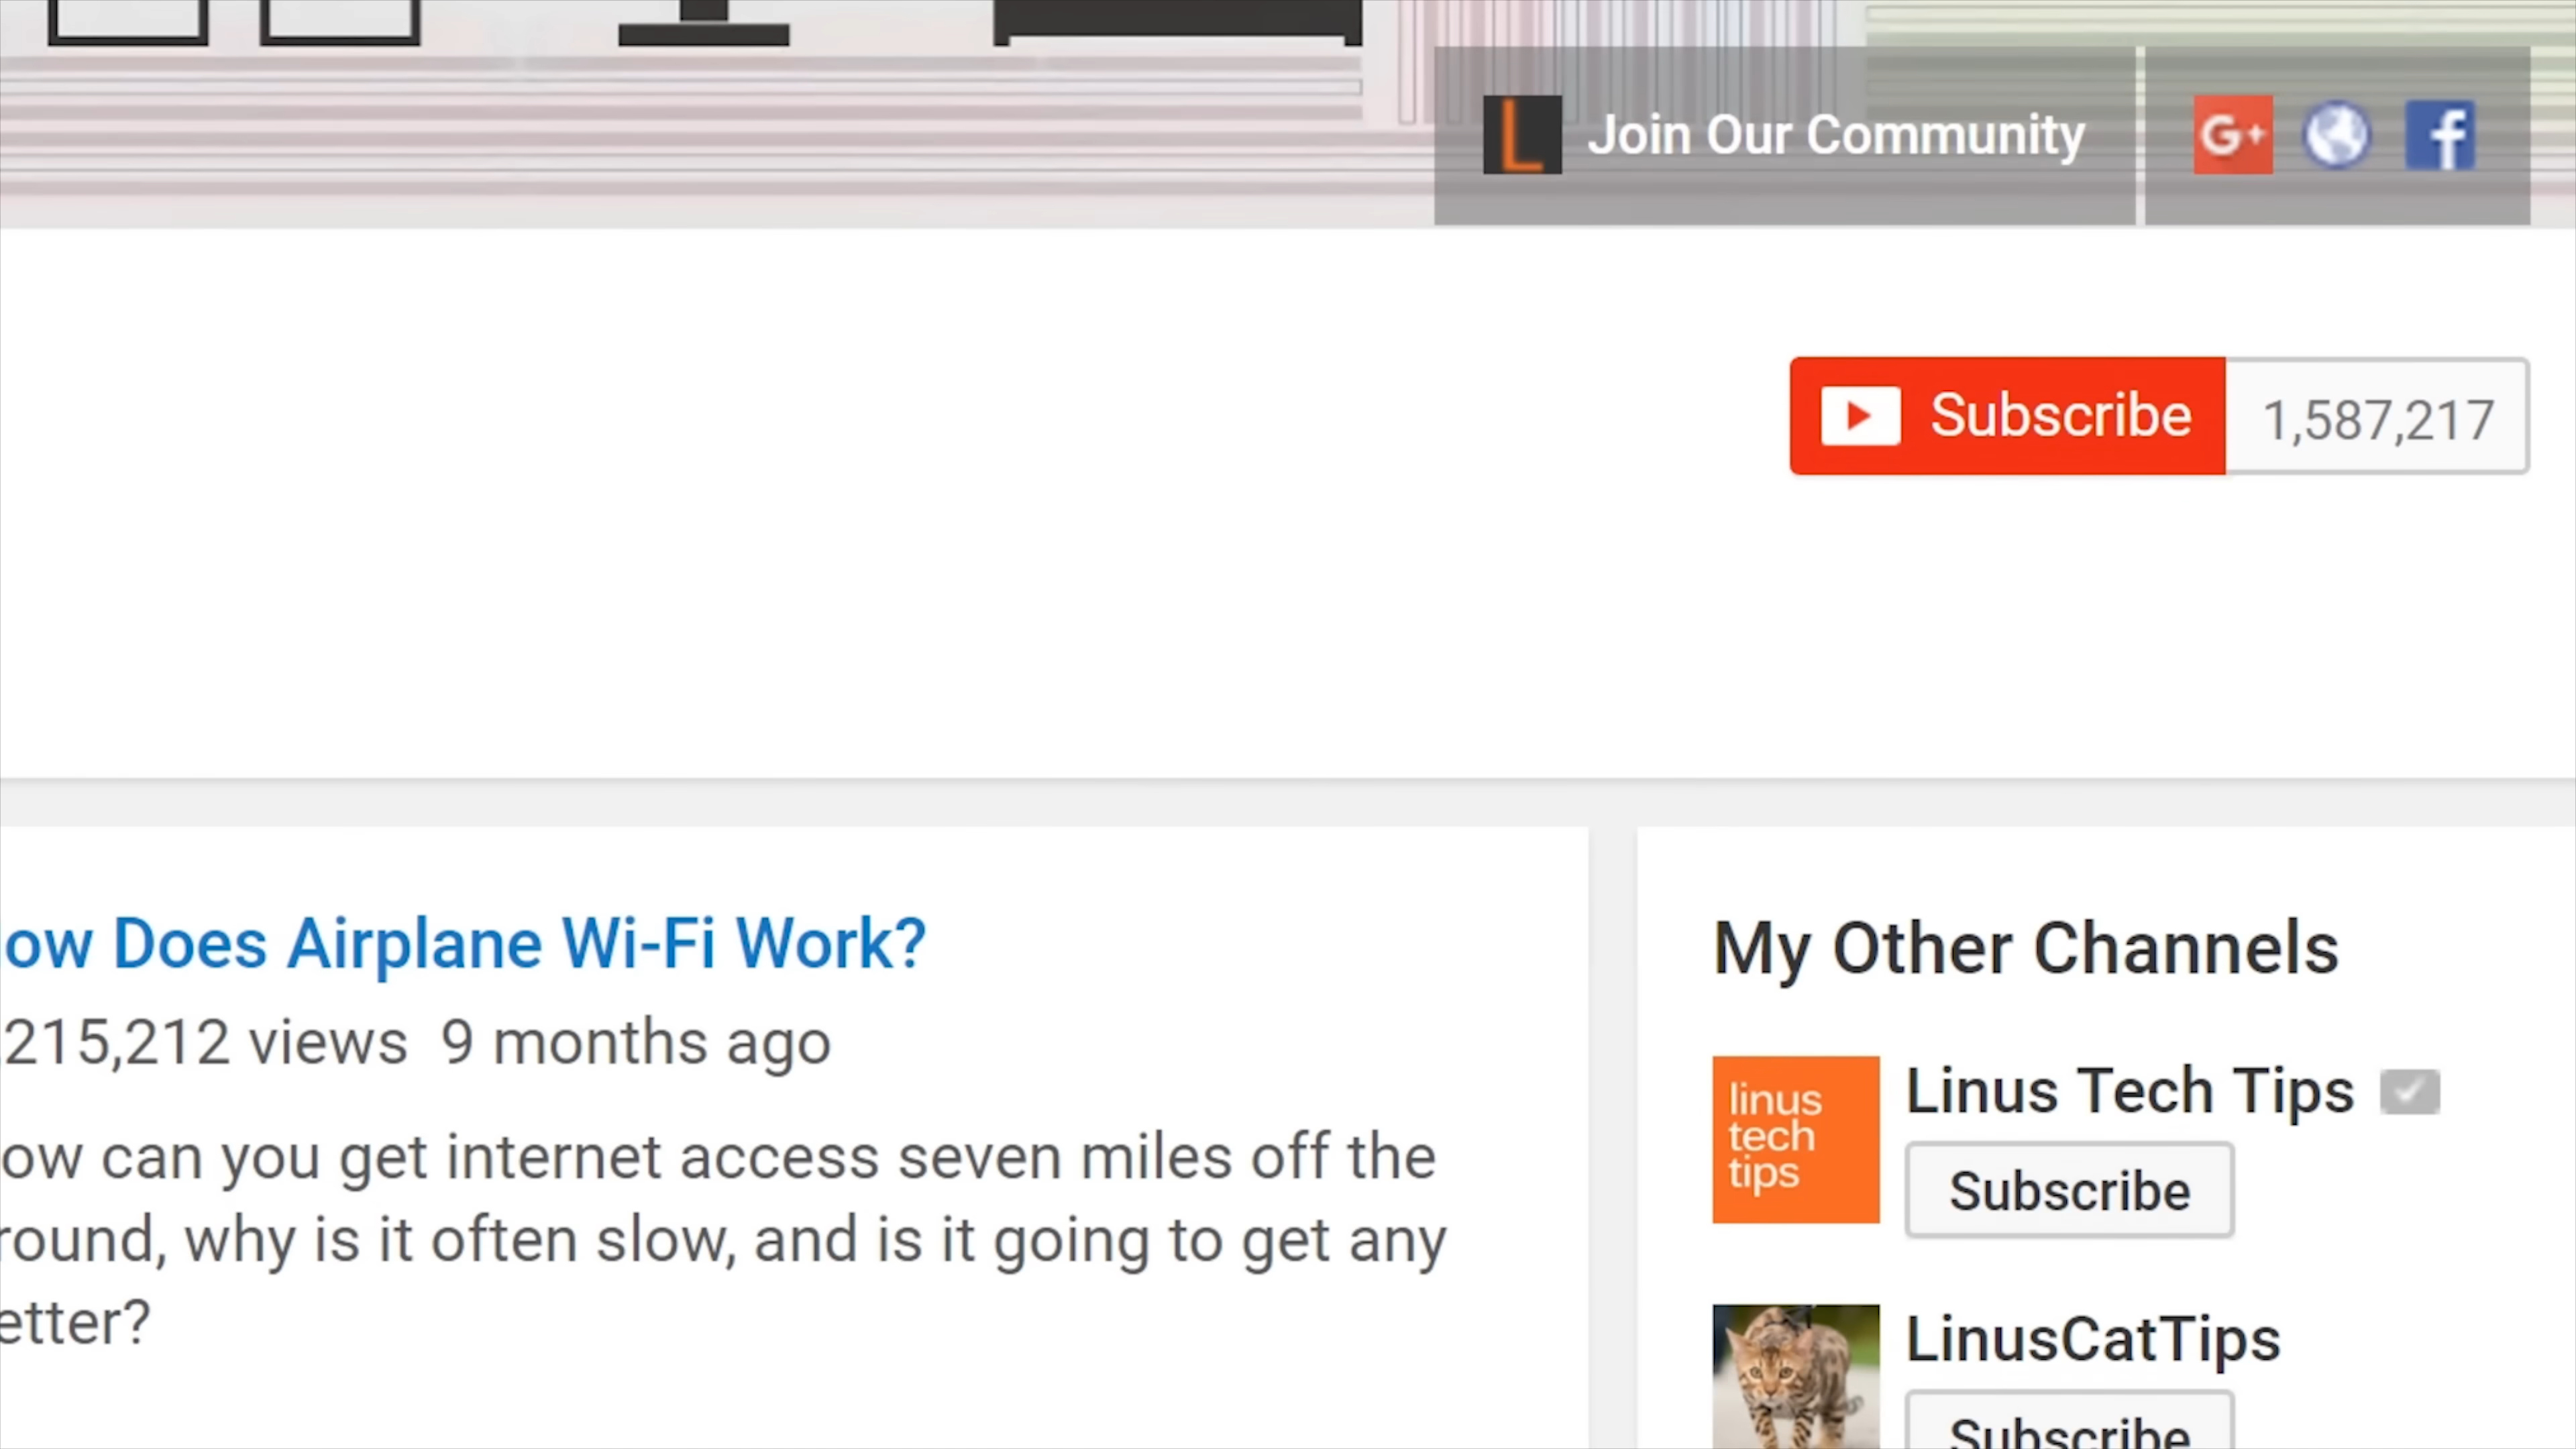 Join Our Community
G+
f
Subscribe 1,587,217
ow Does Airplane Wi-Fi Work?
215,212 views 9 months ago
ow can you get internet access seven miles off the
round, why is it often slow, and is it going to get any
etter?
My Other Channels
linus
tech
tips
Linus Tech Tips
Subscribe
LinusCatTips
Subscribe